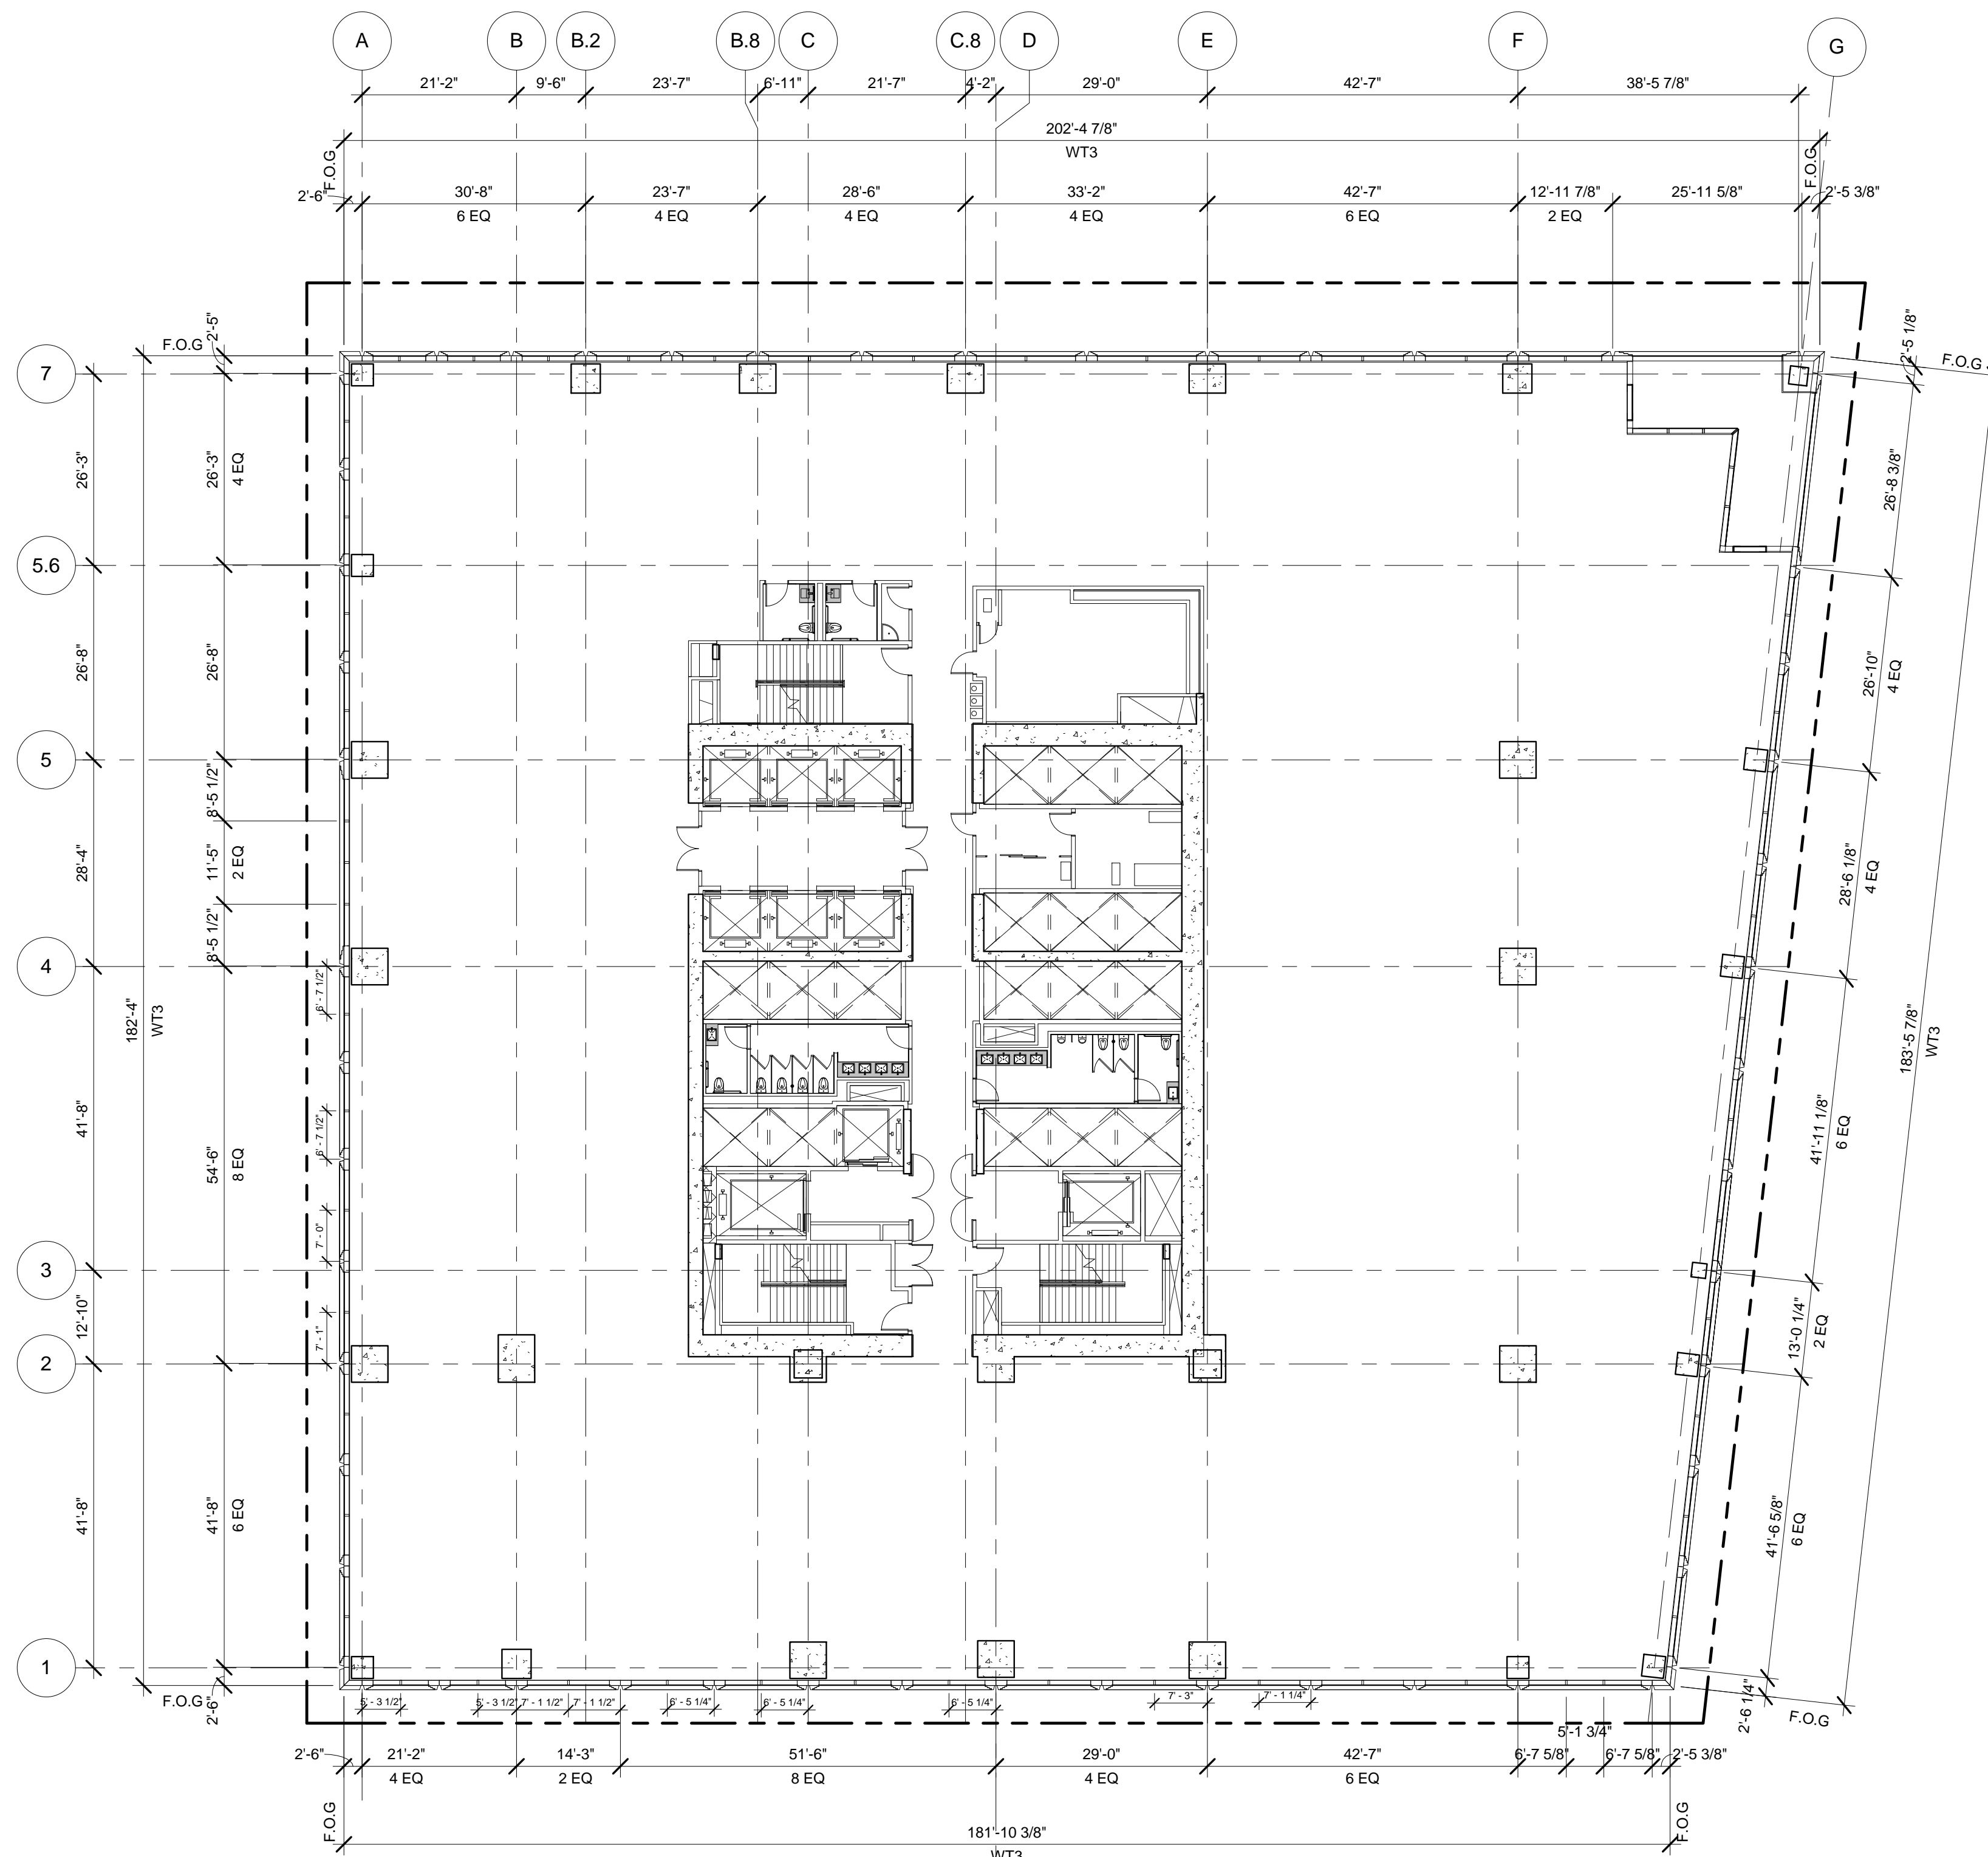 A B B.2 B.8 C C.8 D E F G
21'-2" 9'-6" 23'-7" 6'-11" 21'-7" 4'-2" 29'-0" 42'-7" 38'-5 7/8"
202'-4 7/8"
WT3
F.O.G
F.O.G
2'-6" 30'-8" 23'-7" 28'-6" 33'-2" 42'-7" 12'-11 7/8" 25'-11 5/8" 2'-5 3/8"
6 EQ 4 EQ 4 EQ 4 EQ 6 EQ 2 EQ
F.O.G 2'-5"
2'-5 1/8" F.O.G
7
26'-3" 26'-3"
4 EQ
26'-8 3/8"
5.6
26'-8" 26'-8"
26'-10"
4 EQ
5
8'-5 1/2"
28'-4" 11'-5"
2 EQ
8'-5 1/2"
28'-6 1/8"
4 EQ
4
6' - 7 1/2"
182'-4"
WT3
183'-5 7/8"
WT3
41'-8" 54'-6"
8 EQ
6' - 7 1/2"
7' - 0"
41'-11 1/8"
6 EQ
3
12'-10"
7' - 1"
13'-0 1/4"
2 EQ
2
41'-8" 41'-8"
6 EQ
41'-6 5/8"
6 EQ
1
F.O.G 2'-6"
2'-6 1/4" F.O.G
5' - 3 1/2" 5' - 3 1/2" 7' - 1 1/2" 7' - 1 1/2" 6' - 5 1/4" 6' - 5 1/4" 6' - 5 1/4" 7' - 3" 7' - 1 1/4"
5'-1 3/4"
2'-6" 21'-2" 14'-3" 51'-6" 29'-0" 42'-7" 6'-7 5/8" 6'-7 5/8" 2'-5 3/8"
4 EQ 2 EQ 8 EQ 4 EQ 6 EQ
F.O.G
F.O.G
181'-10 3/8"
WT3